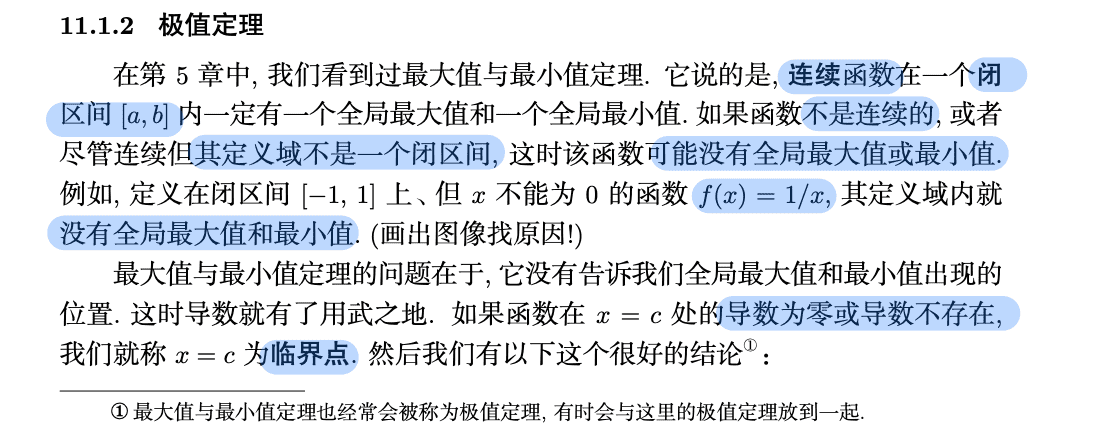 11.1.2 极值定理
在第 5 章中, 我们看到过最大值与最小值定理. 它说的是, 连续函数在一个闭
区间 [a, b] 内一定有一个全局最大值和一个全局最小值. 如果函数不是连续的, 或者
尽管连续但其定义域不是一个闭区间, 这时该函数可能没有全局最大值或最小值.
例如, 定义在闭区间 [−1, 1] 上、但 x 不能为 0 的函数 f(x) = 1/x, 其定义域内就
没有全局最大值和最小值. (画出图像找原因!)
最大值与最小值定理的问题在于, 它没有告诉我们全局最大值和最小值出现的
位置. 这时导数就有了用武之地. 如果函数在 x = c 处的导数为零或导数不存在,
我们就称 x = c 为临界点. 然后我们有以下这个很好的结论①:
① 最大值与最小值定理也经常会被称为极值定理, 有时会与这里的极值定理放到一起.